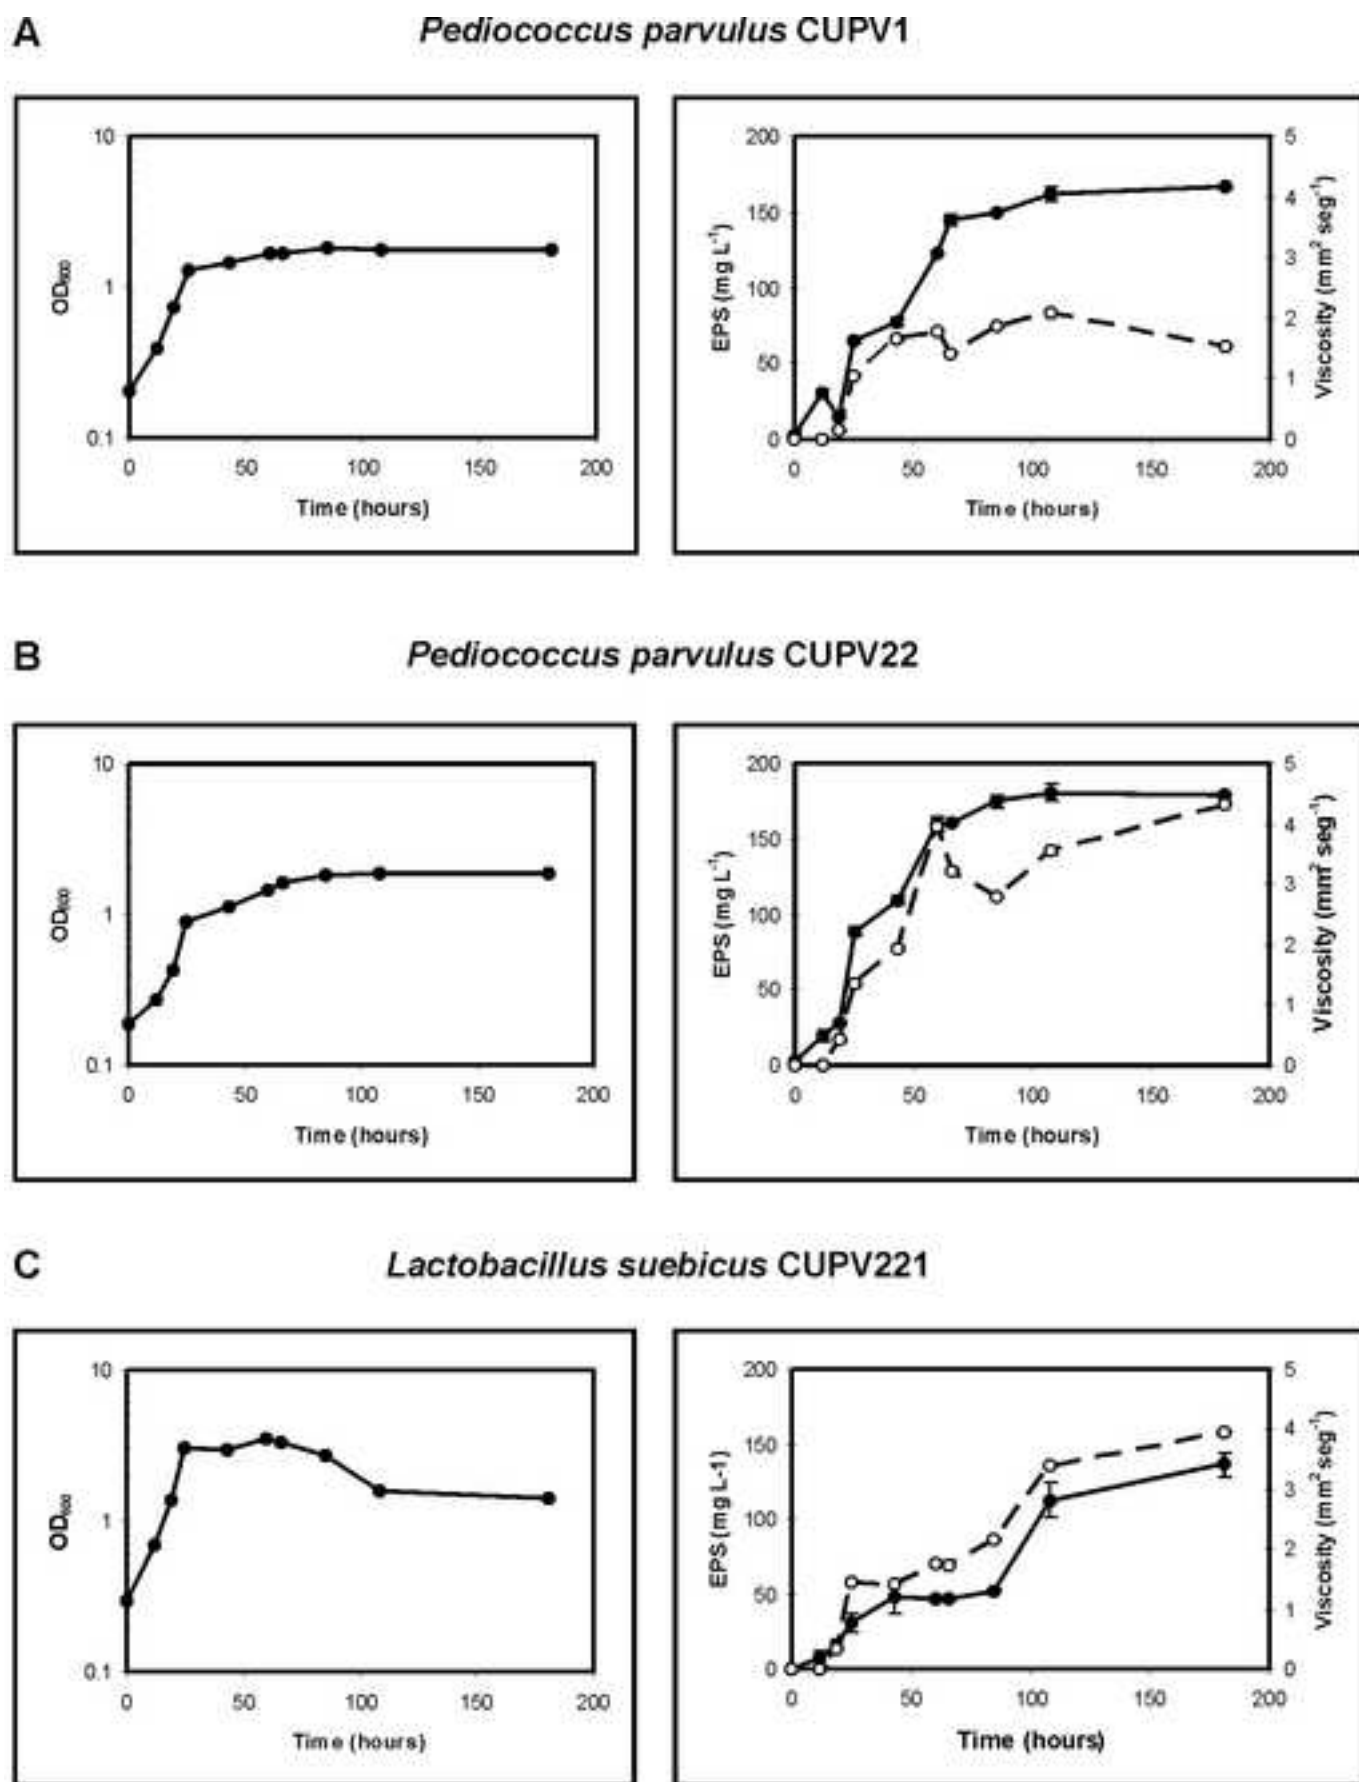 A Pediococcus parvulus CUPV1
10
1
0.1
OD600
0 50 100 150 200
Time (hours)
200
150
100
50
0
EPS (mg L-1)
5
4
3
2
1
0
Viscosity (mm2 seg-1)
0 50 100 150 200
Time (hours)
B Pediococcus parvulus CUPV22
10
1
0.1
OD600
0 50 100 150 200
Time (hours)
200
150
100
50
0
EPS (mg L-1)
5
4
3
2
1
0
Viscosity (mm2 seg-1)
0 50 100 150 200
Time (hours)
C Lactobacillus suebicus CUPV221
10
1
0.1
OD600
0 50 100 150 200
Time (hours)
200
150
100
50
0
EPS (mg L-1)
5
4
3
2
1
0
Viscosity (mm2 seg-1)
0 50 100 150 200
Time (hours)